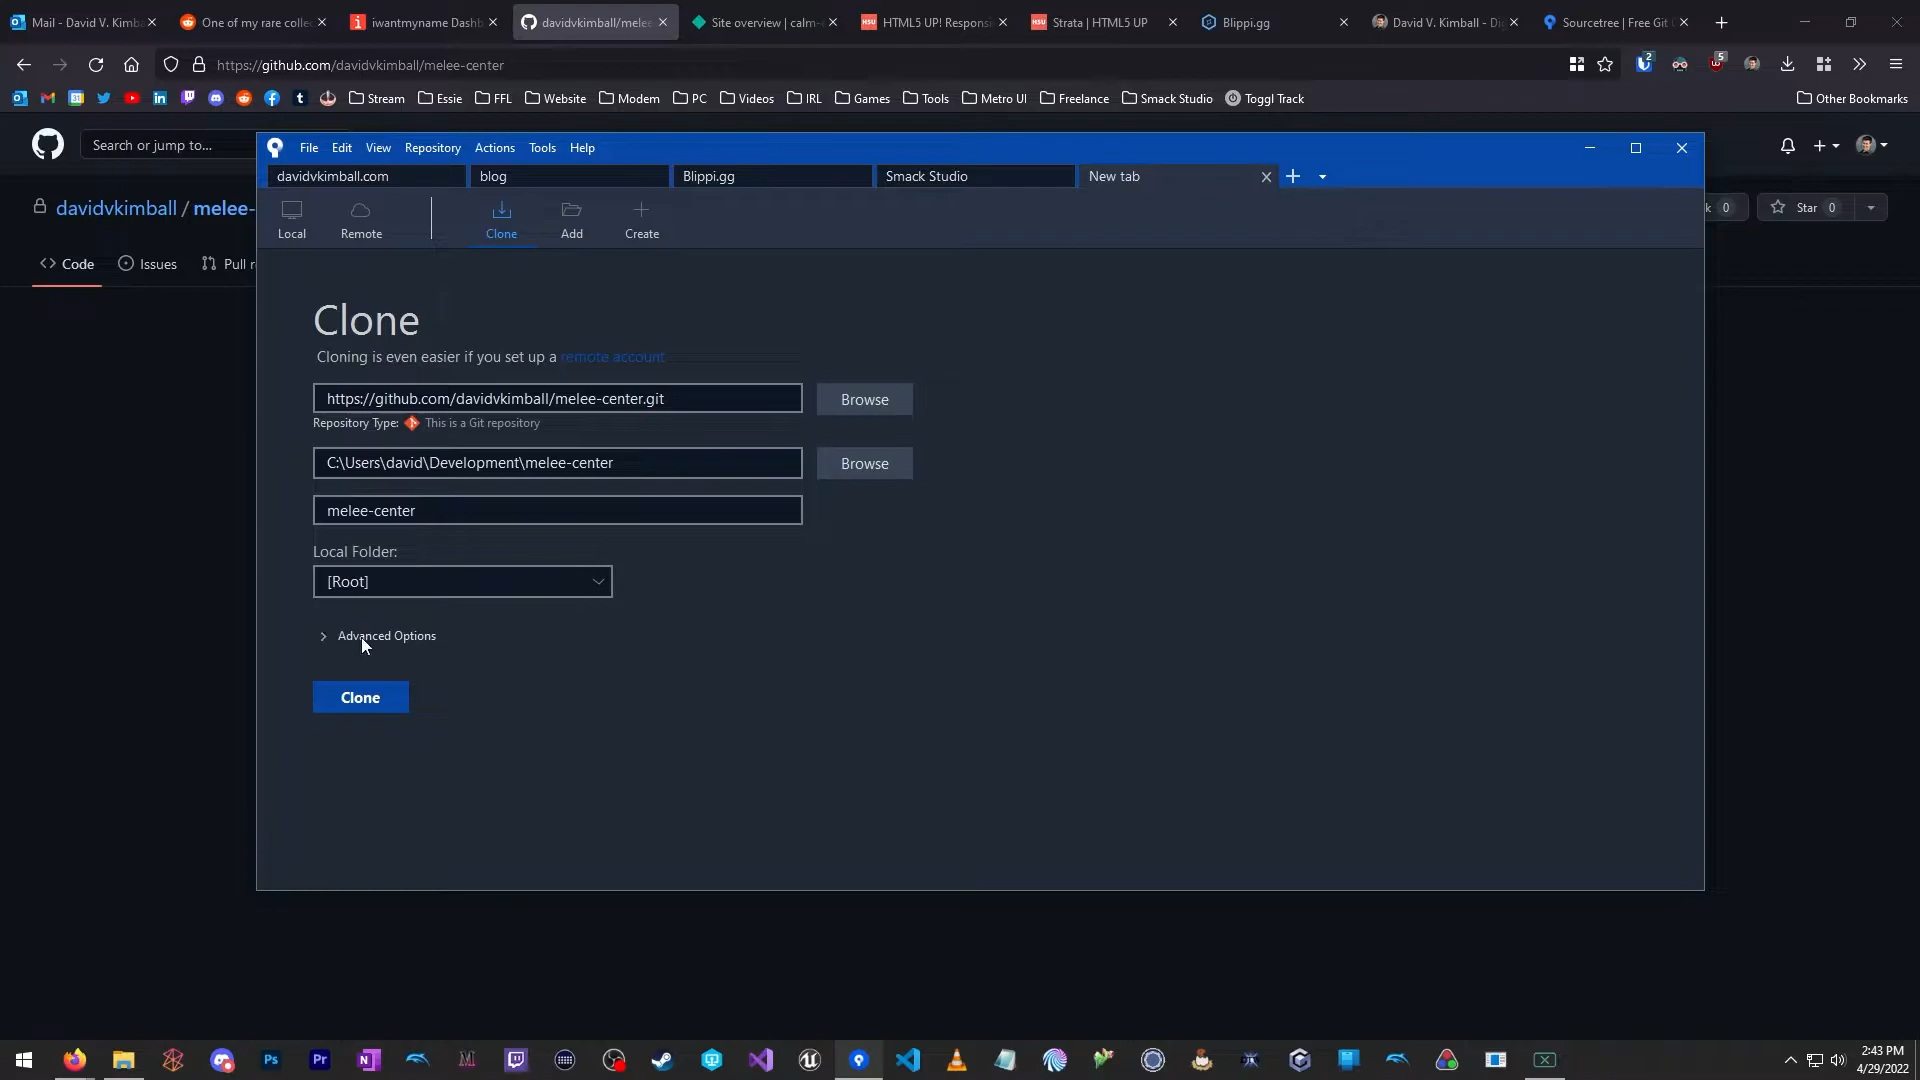 Mail - David V. Kimba
One of my rare colle
iwantmyname Dashb
davidvkimball/melee
Site overview | calm-
HTML5 UP! Responsi
Strata | HTML5 UP
Blippi.gg
David V. Kimball - Di
Sourcetree | Free Git
https://github.com/davidvkimball/melee-center
2
5
Stream
Essie
FFL
Website
Modem
PC
Videos
IRL
Games
Tools
Metro UI
Freelance
Smack Studio
Toggl Track
Other Bookmarks
Search or jump to...
File Edit View Repository Actions Tools Help
davidvkimball.com
blog
Blippi.gg
Smack Studio
New tab
davidvkimball / melee-
k 0
Star 0
Local
Remote
Clone
Add
Create
Code
Issues
Pull r
Clone
Cloning is even easier if you set up a remote account
https://github.com/davidvkimball/melee-center.git
Browse
Repository Type: This is a Git repository
C:\Users\david\Development\melee-center
Browse
melee-center
Local Folder:
[Root]
Advanced Options
Clone
2:43 PM
4/29/2022